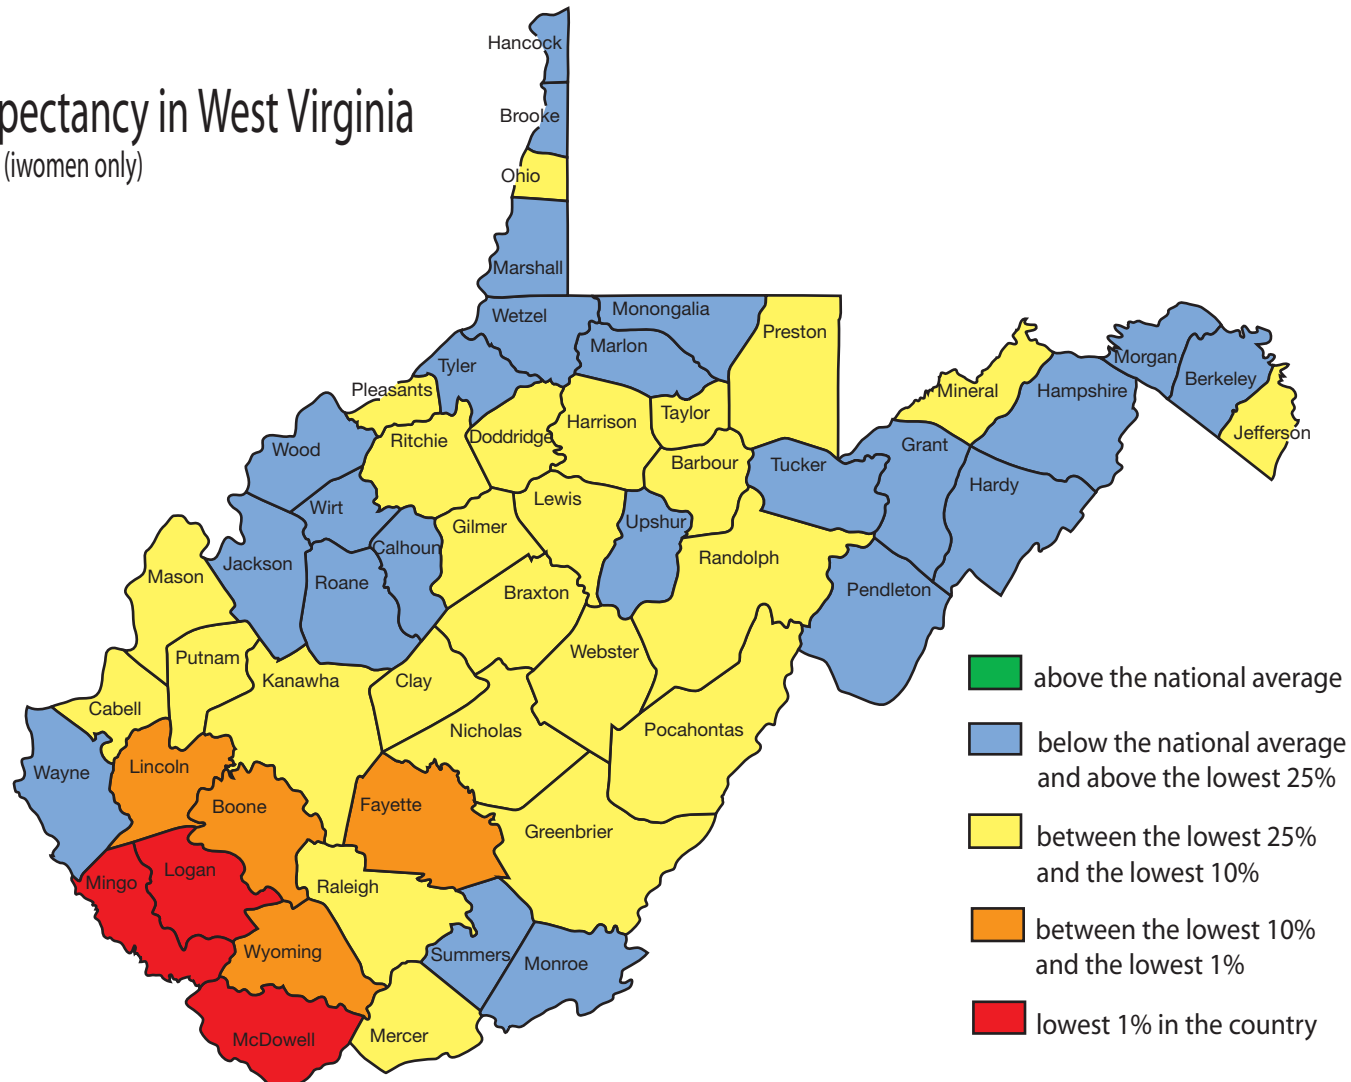 Hancock
pectancy in West Virginia
Brooke
(iwomen only)
Ohio
Marshall
Wetzel
Monongalia
Preston
Marlon
Tyler
Pleasants
Mineral
Hampshire
Morgan
Berkeley
Jefferson
Wood
Ritchie
Doddridge
Harrison
Taylor
Barbour
Tucker
Grant
Hardy
Wirt
Calhoun
Gilmer
Lewis
Upshur
Randolph
Jackson
Roane
Mason
Braxton
Pendleton
Putnam
Kanawha
Clay
Webster
Cabell
Nicholas
Pocahontas
Wayne
Lincoln
Boone
Fayette
Greenbrier
Mingo
Logan
Raleigh
Wyoming
Summers
Monroe
McDowell
Mercer
above the national average
below the national average
and above the lowest 25%
between the lowest 25%
and the lowest 10%
between the lowest 10%
and the lowest 1%
lowest 1% in the country